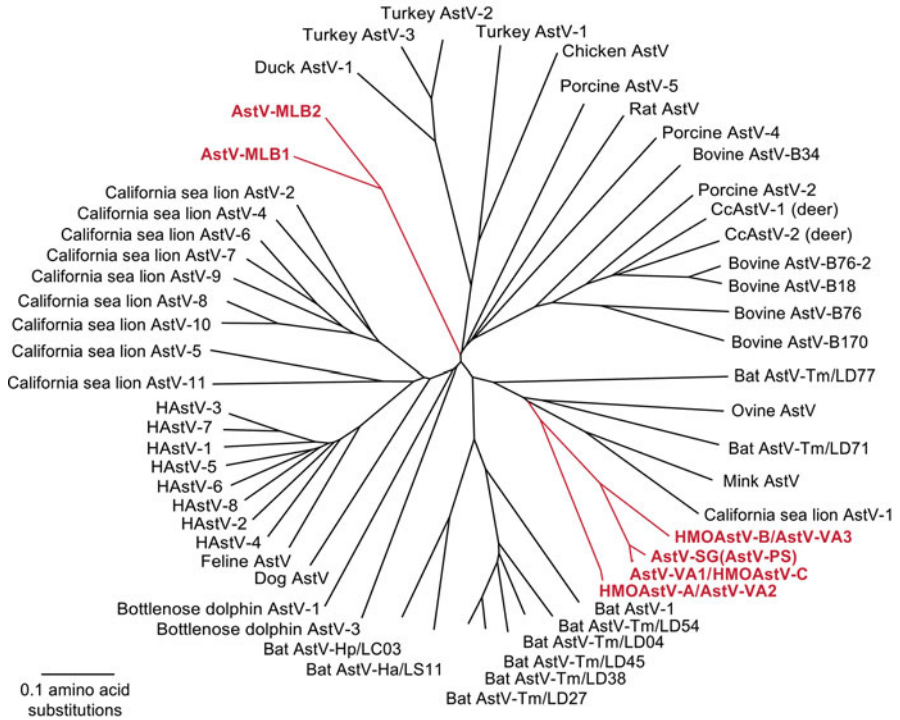 Turkey AstV-2
Turkey AstV-3
Turkey AstV-1
Chicken AstV
Duck AstV-1
Porcine AstV-5
Rat AstV
AstV-MLB2
Porcine AstV-4
AstV-MLB1
Bovine AstV-B34
California sea lion AstV-2
Porcine AstV-2
California sea lion AstV-4
CcAstV-1 (deer)
California sea lion AstV-6
CcAstV-2 (deer)
California sea lion AstV-7
Bovine AstV-B76-2
California sea lion AstV-9
Bovine AstV-B18
California sea lion AstV-8
Bovine AstV-B76
California sea lion AstV-10
Bovine AstV-B170
California sea lion AstV-5
Bat AstV-Tm/LD77
California sea lion AstV-11
HAstV-3
Ovine AstV
HAstV-7
HAstV-1
Bat AstV-Tm/LD71
HAstV-5
Mink AstV
HAstV-6
HAstV-8
California sea lion AstV-1
HAstV-2
HMOAstV-B/AstV-VA3
HAstV-4
AstV-SG(AstV-PS)
Feline AstV
AstV-VA1/HMOAstV-C
Dog AstV
HMOAstV-A/AstV-VA2
Bottlenose dolphin AstV-1
Bat AstV-1
Bottlenose dolphin AstV-3
Bat AstV-Tm/LD54
Bat AstV-Hp/LC03
Bat AstV-Tm/LD04
Bat AstV-Ha/LS11
Bat AstV-Tm/LD45
Bat AstV-Tm/LD38
Bat AstV-Tm/LD27
0.1 amino acid
substitutions